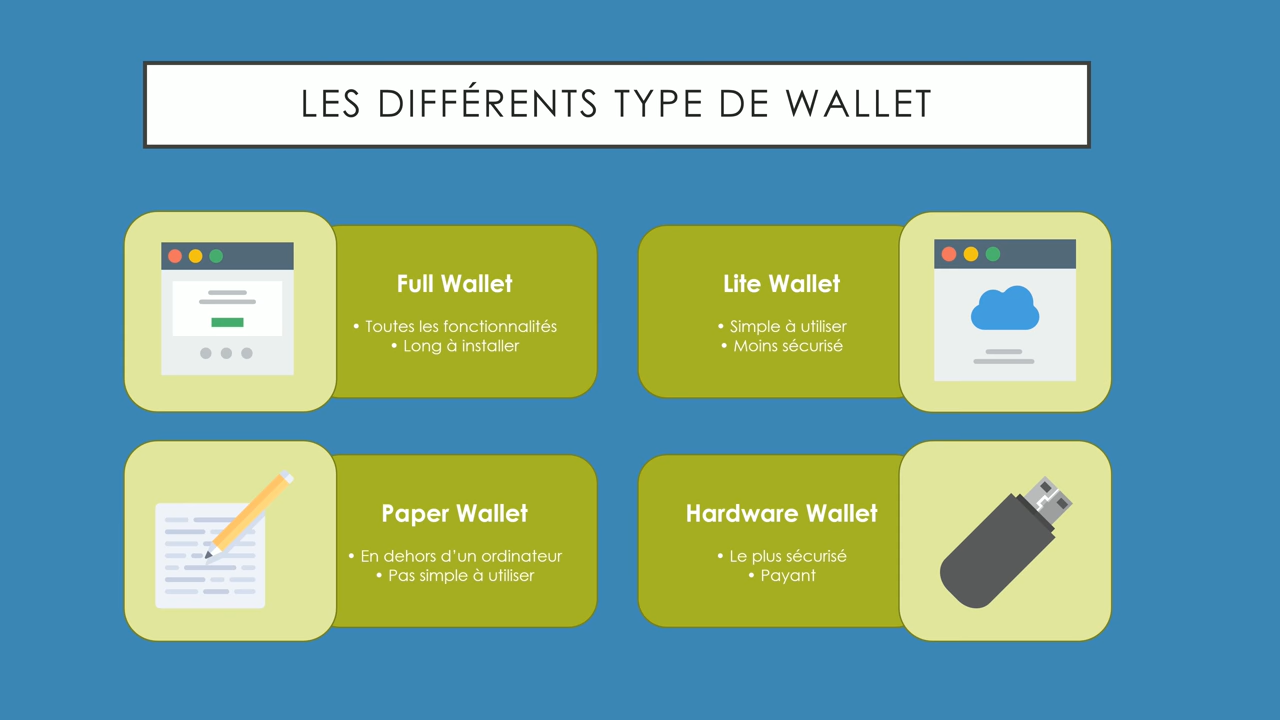 LES DIFFÉRENTS TYPE DE WALLET
Full Wallet
• Toutes les fonctionnalités
• Long à installer
Lite Wallet
• Simple à utiliser
• Moins sécurisé
Paper Wallet
• En dehors d’un ordinateur
• Pas simple à utiliser
Hardware Wallet
• Le plus sécurisé
• Payant